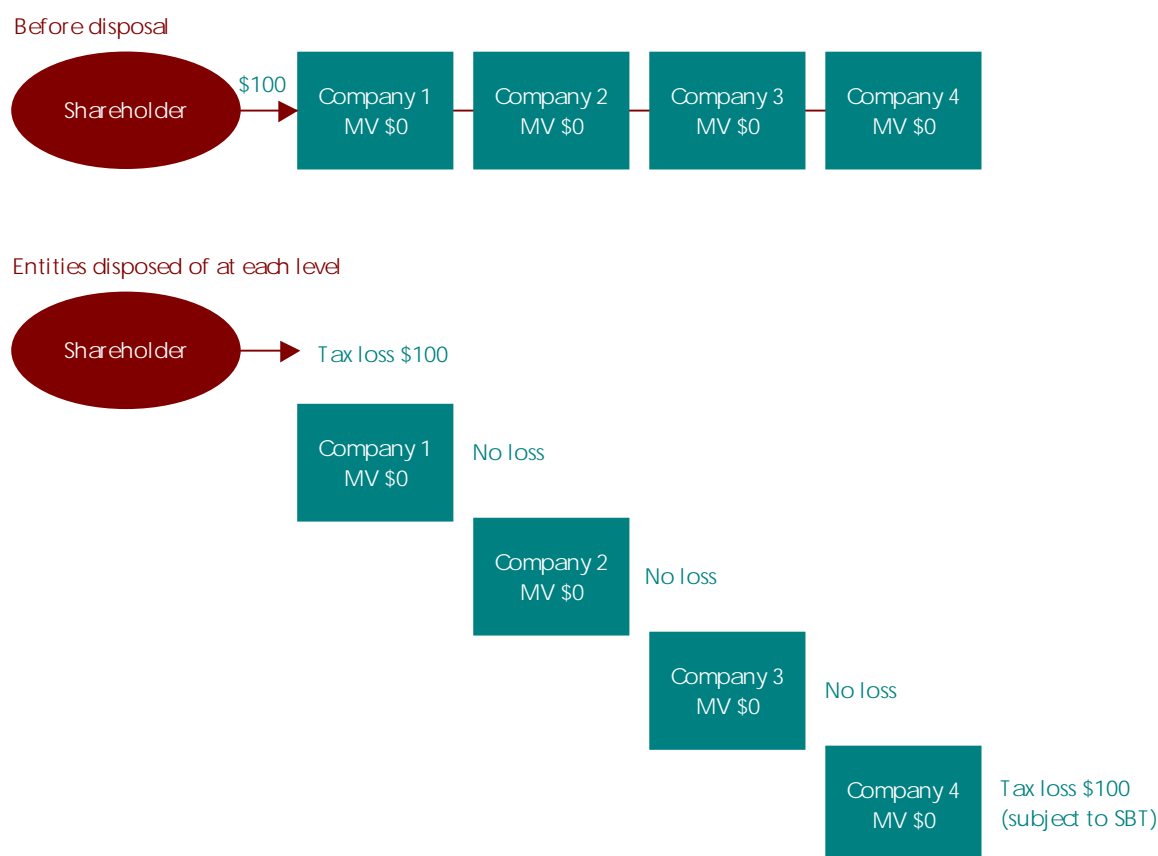 Before disposal
Shareholder
$100
Company 1
MV $0
Company 2
MV $0
Company 3
MV $0
Company 4
MV $0
Entities disposed of at each level
Shareholder
Tax loss $100
Company 1
MV $0
No loss
Company 2
MV $0
No loss
Company 3
MV $0
No loss
Company 4
MV $0
Tax loss $100
(subject to SBT)